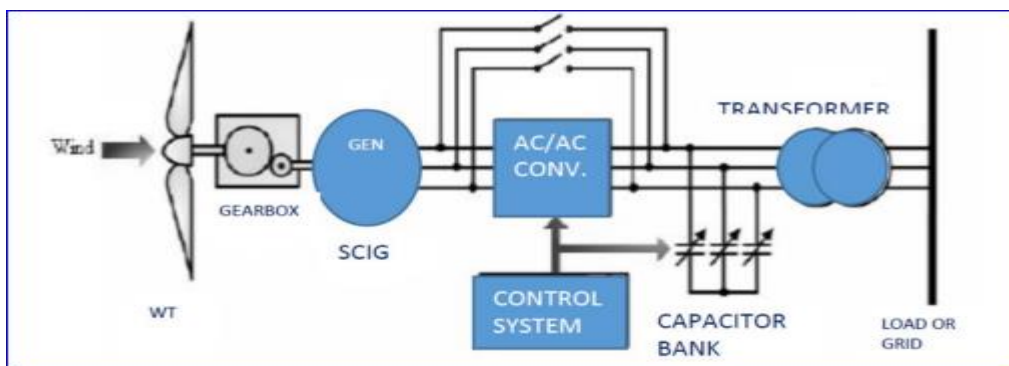 Wind
GEARBOX
WT
GEN
SCIG
AC/AC
CONV.
CONTROL
SYSTEM
CAPACITOR
BANK
TRANSFORMER
LOAD OR
GRID